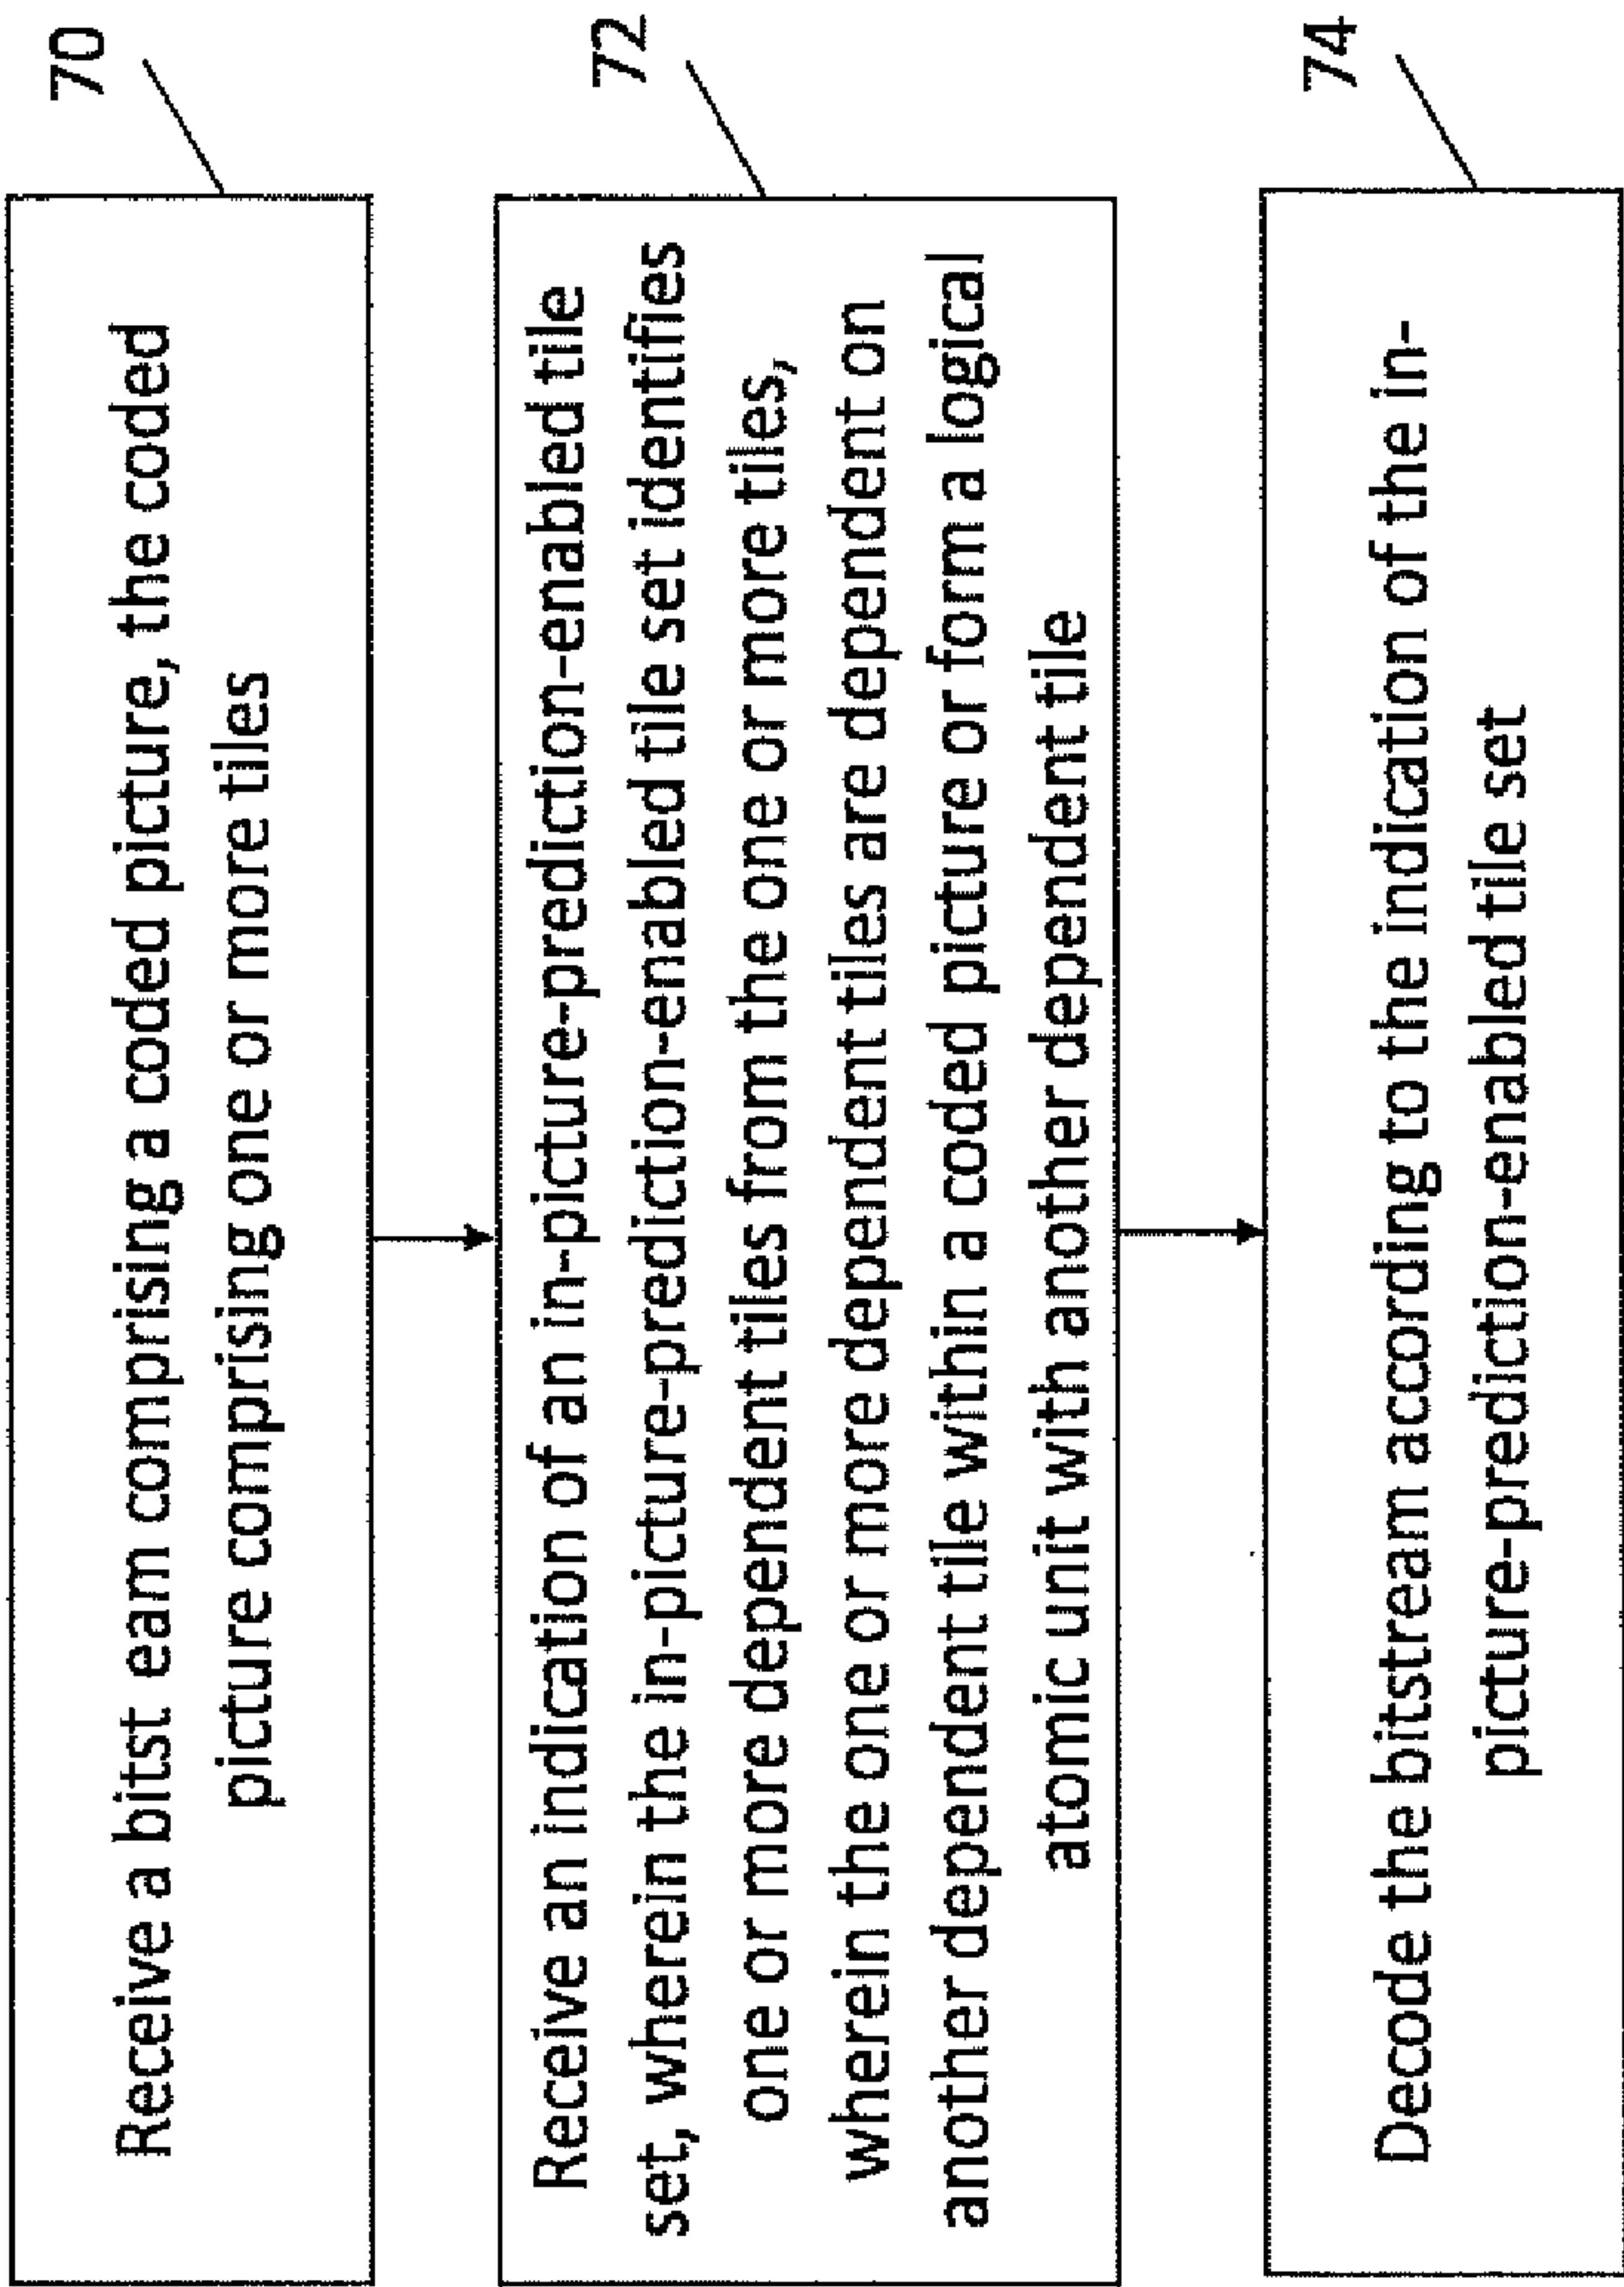 Receive a bitst eam comprising a coded picture, the coded
picture comprising one or more tiles
70
Receive an indication of an in-picture-prediction-enabled tile
set, wherein the in-picture-prediction-enabled tile set identifies
one or more dependent tiles from the one or more tiles,
wherein the one or more dependent tiles are dependent on
another dependent tile within a coded picture or form a logical
atomic unit with another dependent tile
72
Decode the bitstream according to the indication of the in-
picture-prediction-enabled tile set
74